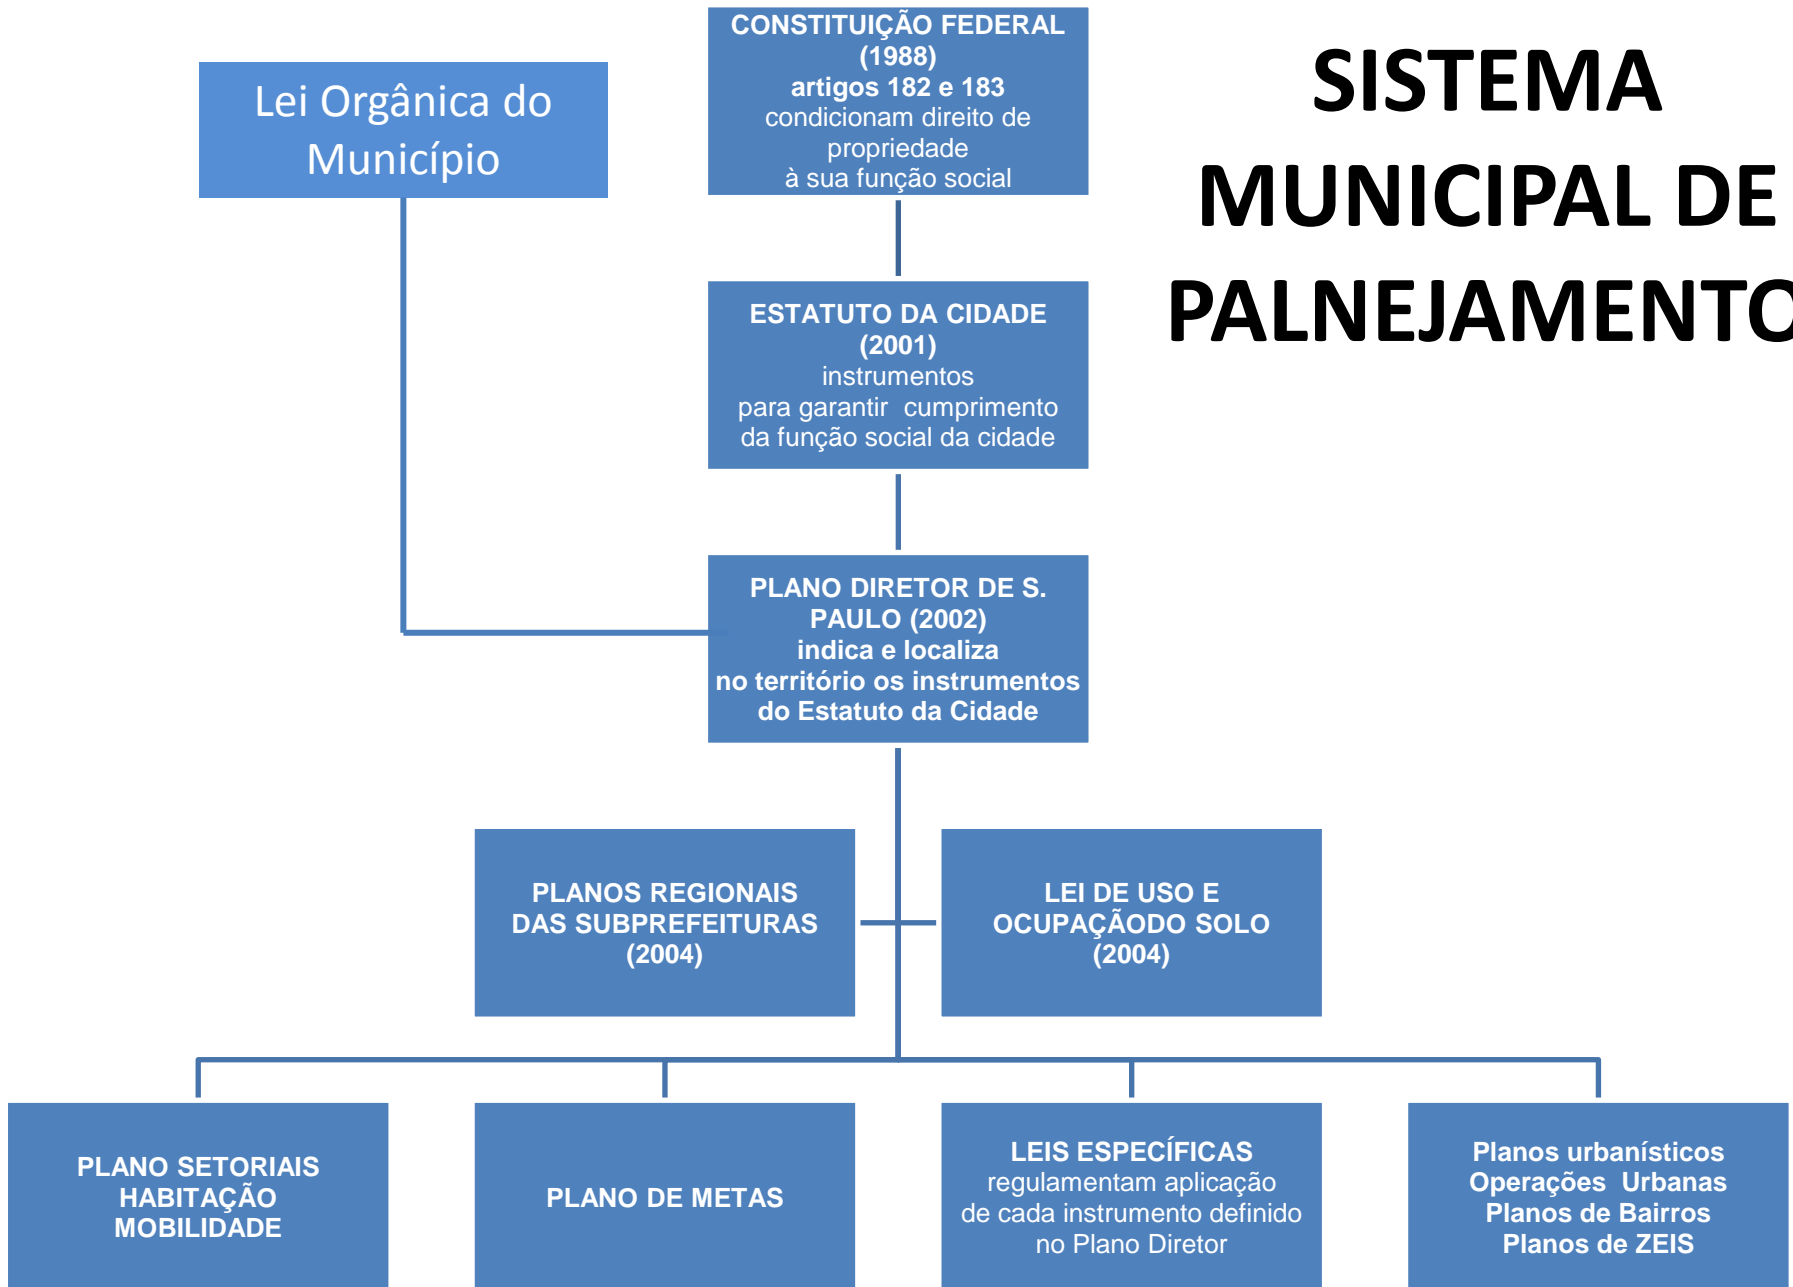 SISTEMA
MUNICIPAL DE
PALNEJAMENTO
Lei Orgânica do
Município
CONSTITUIÇÃO FEDERAL
(1988)
artigos 182 e 183
condicionam direito de
propriedade
à sua função social
ESTATUTO DA CIDADE
(2001)
instrumentos
para garantir cumprimento
da função social da cidade
PLANO DIRETOR DE S.
PAULO (2002)
indica e localiza
no território os instrumentos
do Estatuto da Cidade
PLANOS REGIONAIS
DAS SUBPREFEITURAS
(2004)
LEI DE USO E
OCUPAÇÃODO SOLO
(2004)
PLANO SETORIAIS
HABITAÇÃO
MOBILIDADE
PLANO DE METAS
LEIS ESPECÍFICAS
regulamentam aplicação
de cada instrumento definido
no Plano Diretor
Planos urbanísticos
Operações Urbanas
Planos de Bairros
Planos de ZEIS